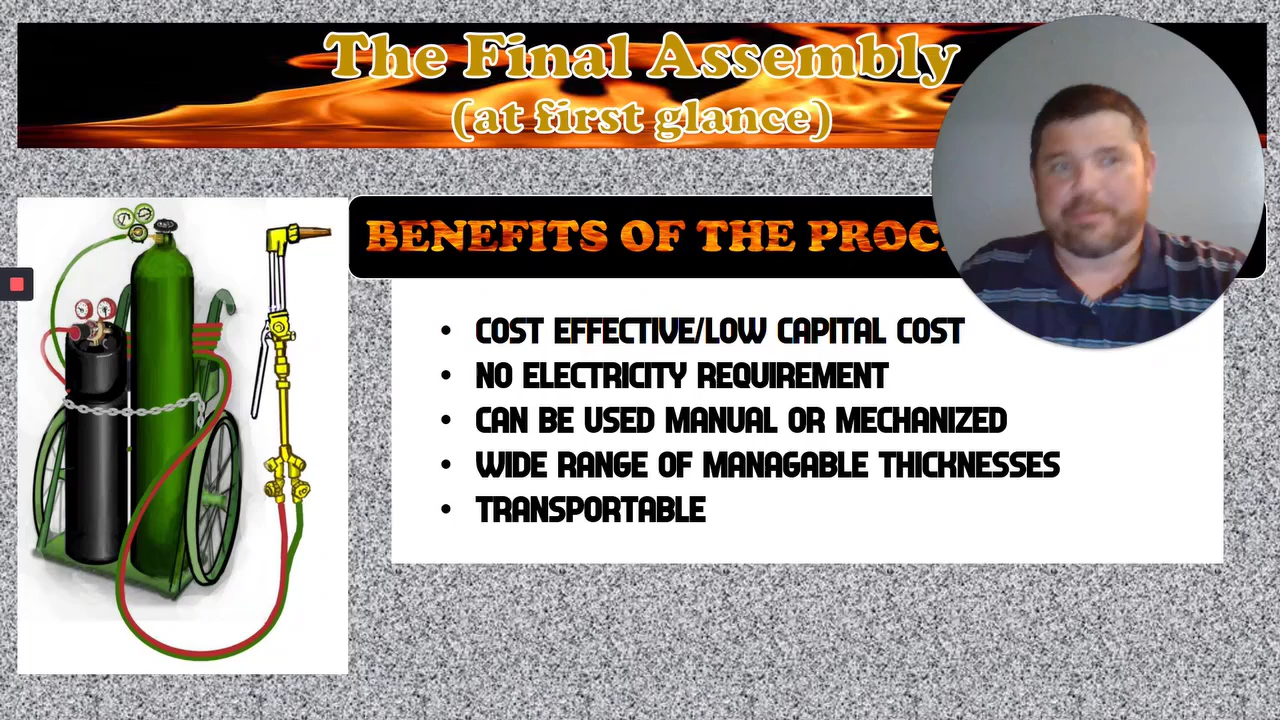 The Final Assembly
(at first glance)
BENEFITS OF THE
• COST EFFECTIVE/LOW CAPITAL COST
• NO ELECTRICITY REQUIREMENT
• CAN BE USED MANUAL OR MECHANIZED
• WIDE RANGE OF MANAGABLE THICKNESSES
• TRANSPORTABLE